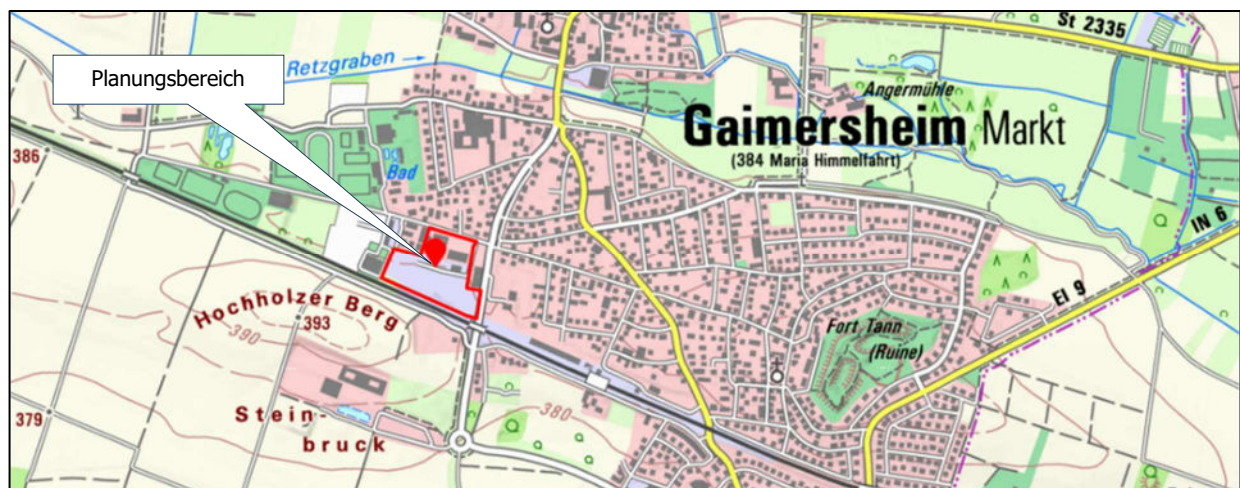 St 2335
Planungsbereich
Retzgraben
Angermühle
Gaimersheim Markt
(384 Maria Himmelfahrt)
386
Bad
IN 6
EI 9
Hochholzer Berg
393
390
Fort Tann
(Ruine)
379
Stein-
bruck
380